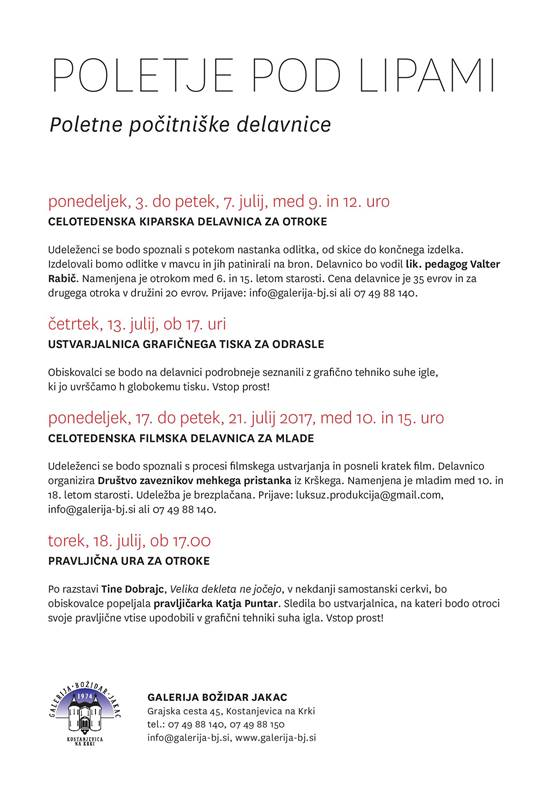 POLETJE POD LIPAMI
Poletne počitniške delavnice
ponedeljek, 3. do petek, 7. julij, med 9. in 12. uro
CELOTEDENSKA KIPARSKA DELAVNICA ZA OTROKE
Udeleženci se bodo spoznali s potekom nastanka odlitka, od skice do končnega izdelka.
Izdelovali bomo odlitke v mavcu in jih patinirali na bron. Delavnico bo vodil lik. pedagog Valter
Rabič. Namenjena je otrokom med 6. in 15. letom starosti. Cena delavnice je 35 evrov in za
drugega otroka v družini 20 evrov. Prijave: info@galerija-bj.si ali 07 49 88 140.
četrtek, 13. julij, ob 17. uri
USTVARJALNICA GRAFIČNEGA TISKA ZA ODRASLE
Obiskovalci se bodo na delavnici podrobneje seznanili z grafično tehniko suhe igle,
ki jo uvrščamo h globokemu tisku. Vstop prost!
ponedeljek, 17. do petek, 21. julij 2017, med 10. in 15. uro
CELOTEDENSKA FILMSKA DELAVNICA ZA MLADE
Udeleženci se bodo spoznali s procesi filmskega ustvarjanja in posneli kratek film. Delavnico
organizira Društvo zaveznikov mehkega pristanka iz Krškega. Namenjena je mladim med 10. in
18. letom starosti. Udeležba je brezplačna. Prijave: luksuz.produkcija@gmail.com,
info@galerija-bj.si ali 07 49 88 140.
torek, 18. julij, ob 17.00
PRAVLJIČNA URA ZA OTROKE
Po razstavi Tine Dobrajc, Velika dekleta ne jočejo, v nekdanji samostanski cerkvi, bo
obiskovalce popeljala pravljičarka Katja Puntar. Sledila bo ustvarjalnica, na kateri bodo otroci
svoje pravljične vtise upodobili v grafični tehniki suha igla. Vstop prost!
GALERIJA·BOŽIDAR·JAKAC
1974
KOSTANJEVICA
NA KRKI
GALERIJA BOŽIDAR JAKAC
Grajska cesta 45, Kostanjevica na Krki
tel.: 07 49 88 140, 07 49 88 150
info@galerija-bj.si, www.galerija-bj.si